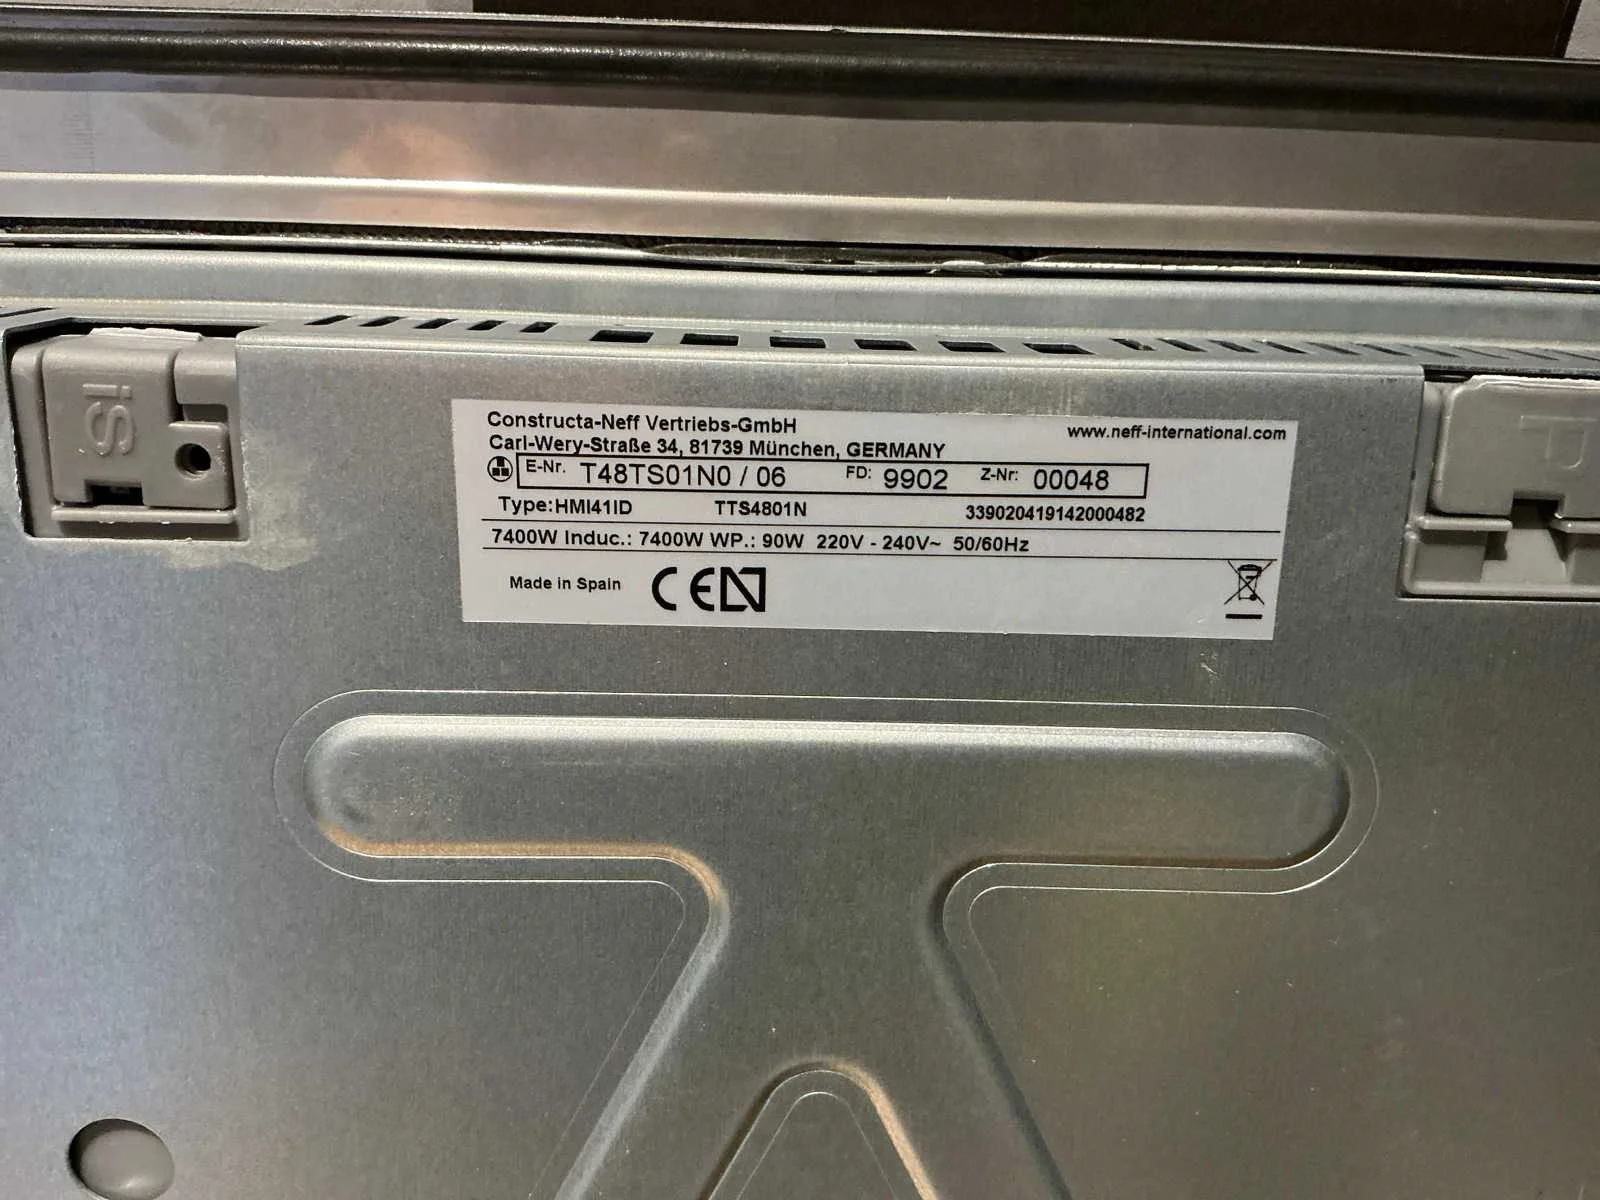 Constructa-Neff Vertriebs-GmbH
www.neff-international.com
Carl-Wery-Straße 34, 81739 München, GERMANY
E-Nr. T48TS01N0 / 06 FD: 9902 Z-Nr: 00048
Type:HMI41ID TTS4801N 339020419142000482
7400W Induc.: 7400W WP.: 90W 220V - 240V~ 50/60Hz
Made in Spain CE N
iS